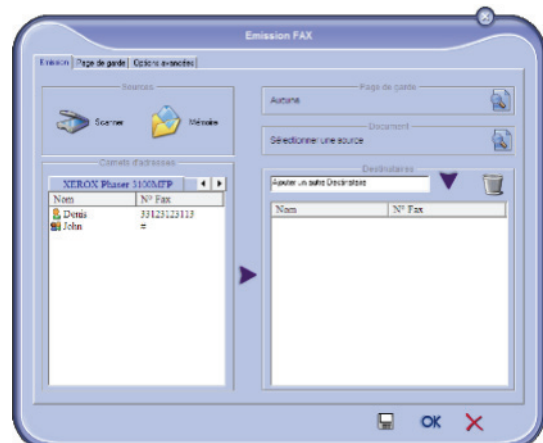 Emission FAX
Emission Page de garde Options avancées
Sources
Scanner Mémoire
Page de garde
Aucune
Document
Sélectionner une source
Carnets d'adresses
XEROX Phaser 3100MFP
Nom N° Fax
Denis 33123123113
John #
Destinataires
Ajouter un autre Destinataire
Nom N° Fax
OK